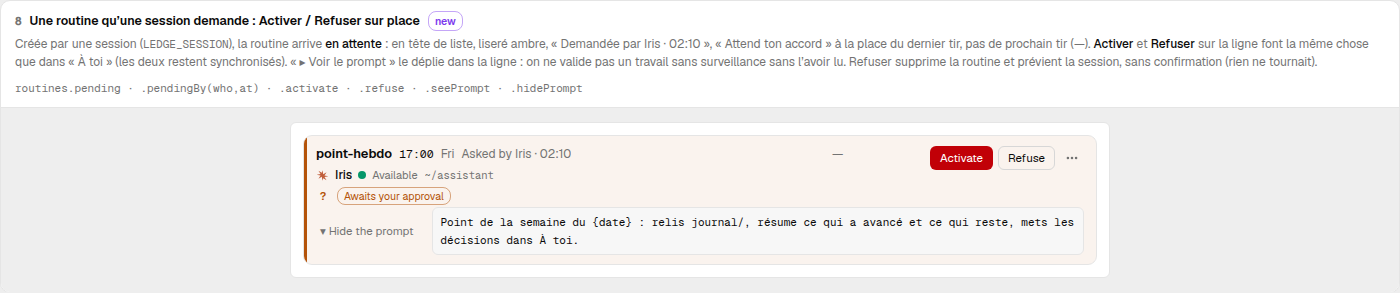 8 Une routine qu'une session demande : Activer / Refuser sur place new
Créée par une session (LEDGE_SESSION), la routine arrive en attente : en tête de liste, liseré ambre, « Demandée par Iris · 02:10 », « Attend ton accord » à la place du dernier tir, pas de prochain tir (—). Activer et Refuser sur la ligne font la même chose
que dans « À toi » (les deux restent synchronisés). « ▸ Voir le prompt » le déplie dans la ligne : on ne valide pas un travail sans surveillance sans l'avoir lu. Refuser supprime la routine et prévient la session, sans confirmation (rien ne tournait).
routines.pending · .pendingBy(who,at) · .activate · .refuse · .seePrompt · .hidePrompt
point-hebdo 17:00 Fri Asked by Iris · 02:10 — Activate Refuse ···
Iris Available ~/assistant
? Awaits your approval
▾ Hide the prompt
Point de la semaine du {date} : relis journal/, résume ce qui a avancé et ce qui reste, mets les
décisions dans À toi.